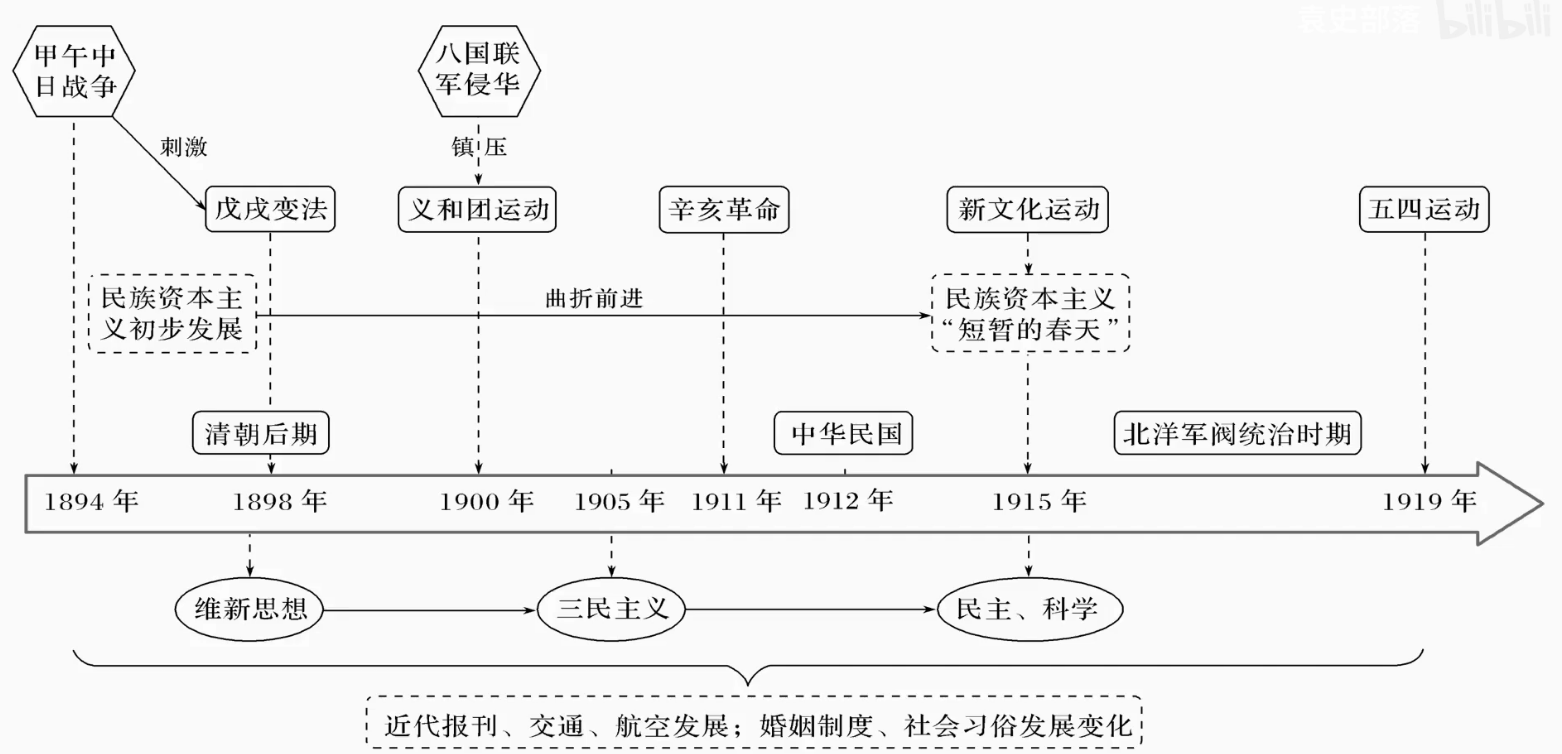 袁史部落 bilibili
甲午中
日战争
八国联
军侵华
刺激
镇压
戊戌变法
义和团运动
辛亥革命
新文化运动
五四运动
民族资本主
义初步发展
曲折前进
民族资本主义
“短暂的春天”
清朝后期
中华民国
北洋军阀统治时期
1894 年
1898 年
1900 年
1905 年
1911 年
1912 年
1915 年
1919 年
维新思想
三民主义
民主、科学
近代报刊、交通、航空发展；婚姻制度、社会习俗发展变化